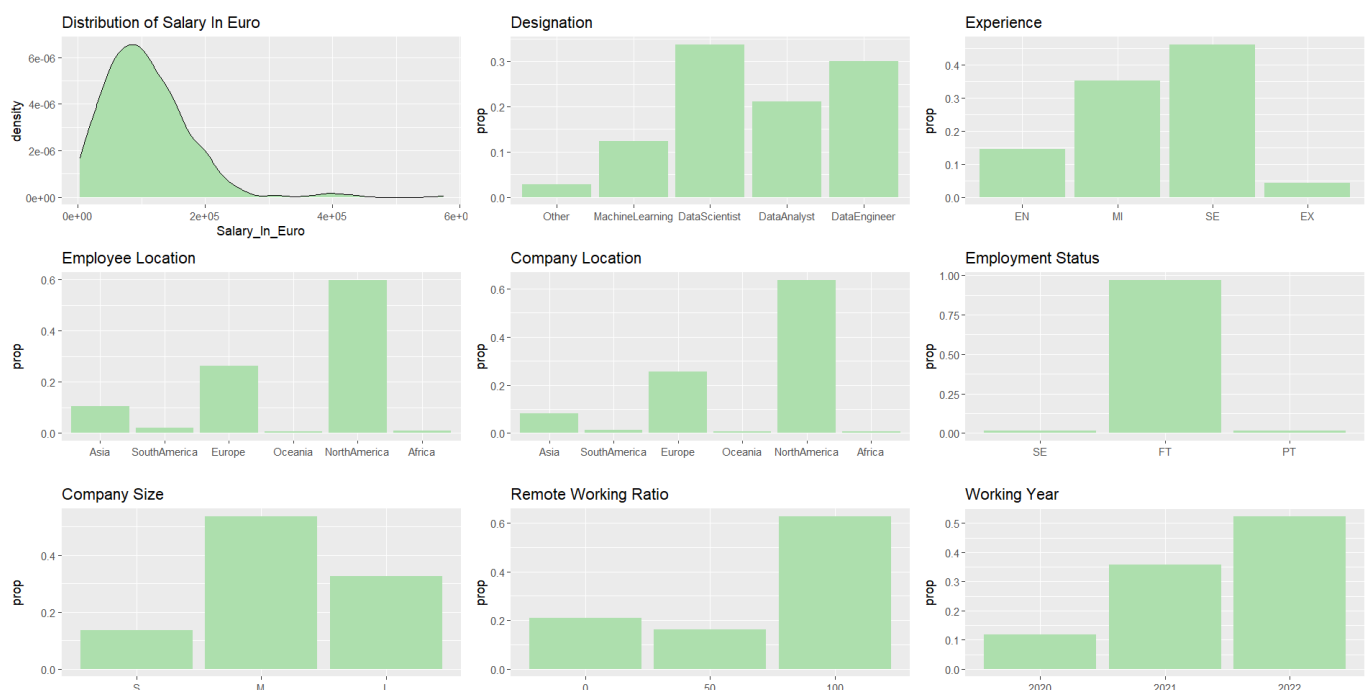 Distribution of Salary In Euro
6e-06
4e-06
2e-06
0e+00
density
0e+00 2e+05 4e+05 6e+0
Salary_In_Euro
Designation
0.3
0.2
0.1
0.0
prop
Other MachineLearning DataScientist DataAnalyst DataEngineer
Experience
0.4
0.3
0.2
0.1
0.0
prop
EN MI SE EX
Employee Location
0.6
0.4
0.2
0.0
prop
Asia SouthAmerica Europe Oceania NorthAmerica Africa
Company Location
0.6
0.4
0.2
0.0
prop
Asia SouthAmerica Europe Oceania NorthAmerica Africa
Employment Status
1.00
0.75
0.50
0.25
0.00
prop
SE FT PT
Company Size
0.4
0.2
0.0
prop
S M L
Remote Working Ratio
0.6
0.4
0.2
0.0
prop
0 50 100
Working Year
0.5
0.4
0.3
0.2
0.1
0.0
prop
2020 2021 2022